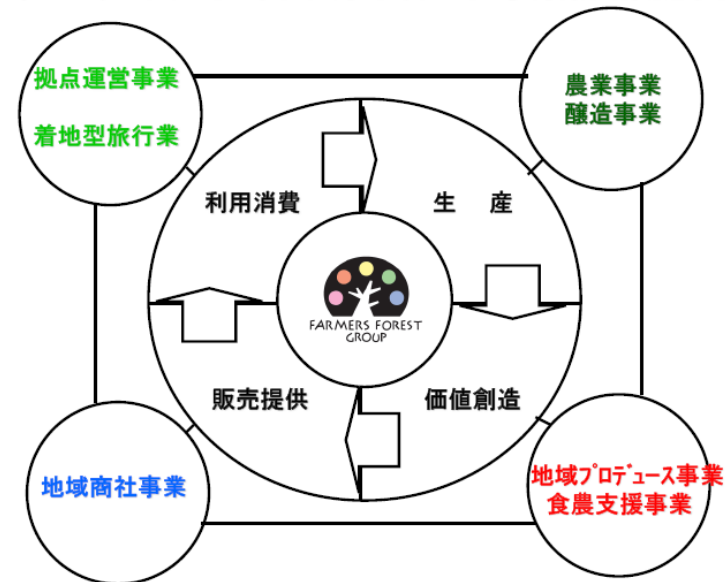 拠点運営事業
着地型旅行業
農業事業
醸造事業
利用消費
生 産
FARMERS FOREST
GROUP
販売提供
価値創造
地域商社事業
地域ﾌﾟﾛﾃﾞｭｰｽ事業
食農支援事業